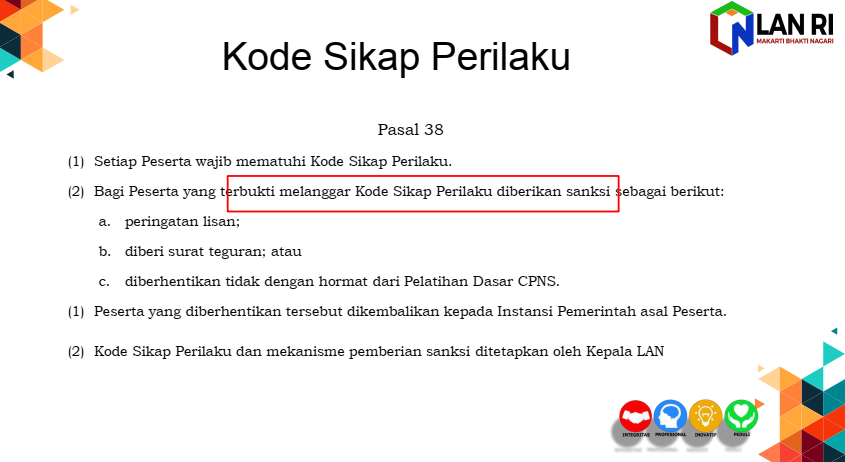 LAN RI
MAKARTI BHAKTI NAGARI
Kode Sikap Perilaku
Pasal 38
(1) Setiap Peserta wajib mematuhi Kode Sikap Perilaku.
(2) Bagi Peserta yang terbukti melanggar Kode Sikap Perilaku diberikan sanksi sebagai berikut:
a. peringatan lisan;
b. diberi surat teguran; atau
c. diberhentikan tidak dengan hormat dari Pelatihan Dasar CPNS.
(1) Peserta yang diberhentikan tersebut dikembalikan kepada Instansi Pemerintah asal Peserta.
(2) Kode Sikap Perilaku dan mekanisme pemberian sanksi ditetapkan oleh Kepala LAN
INTEGRITAS PROFESIONAL INOVATIF PEDULI